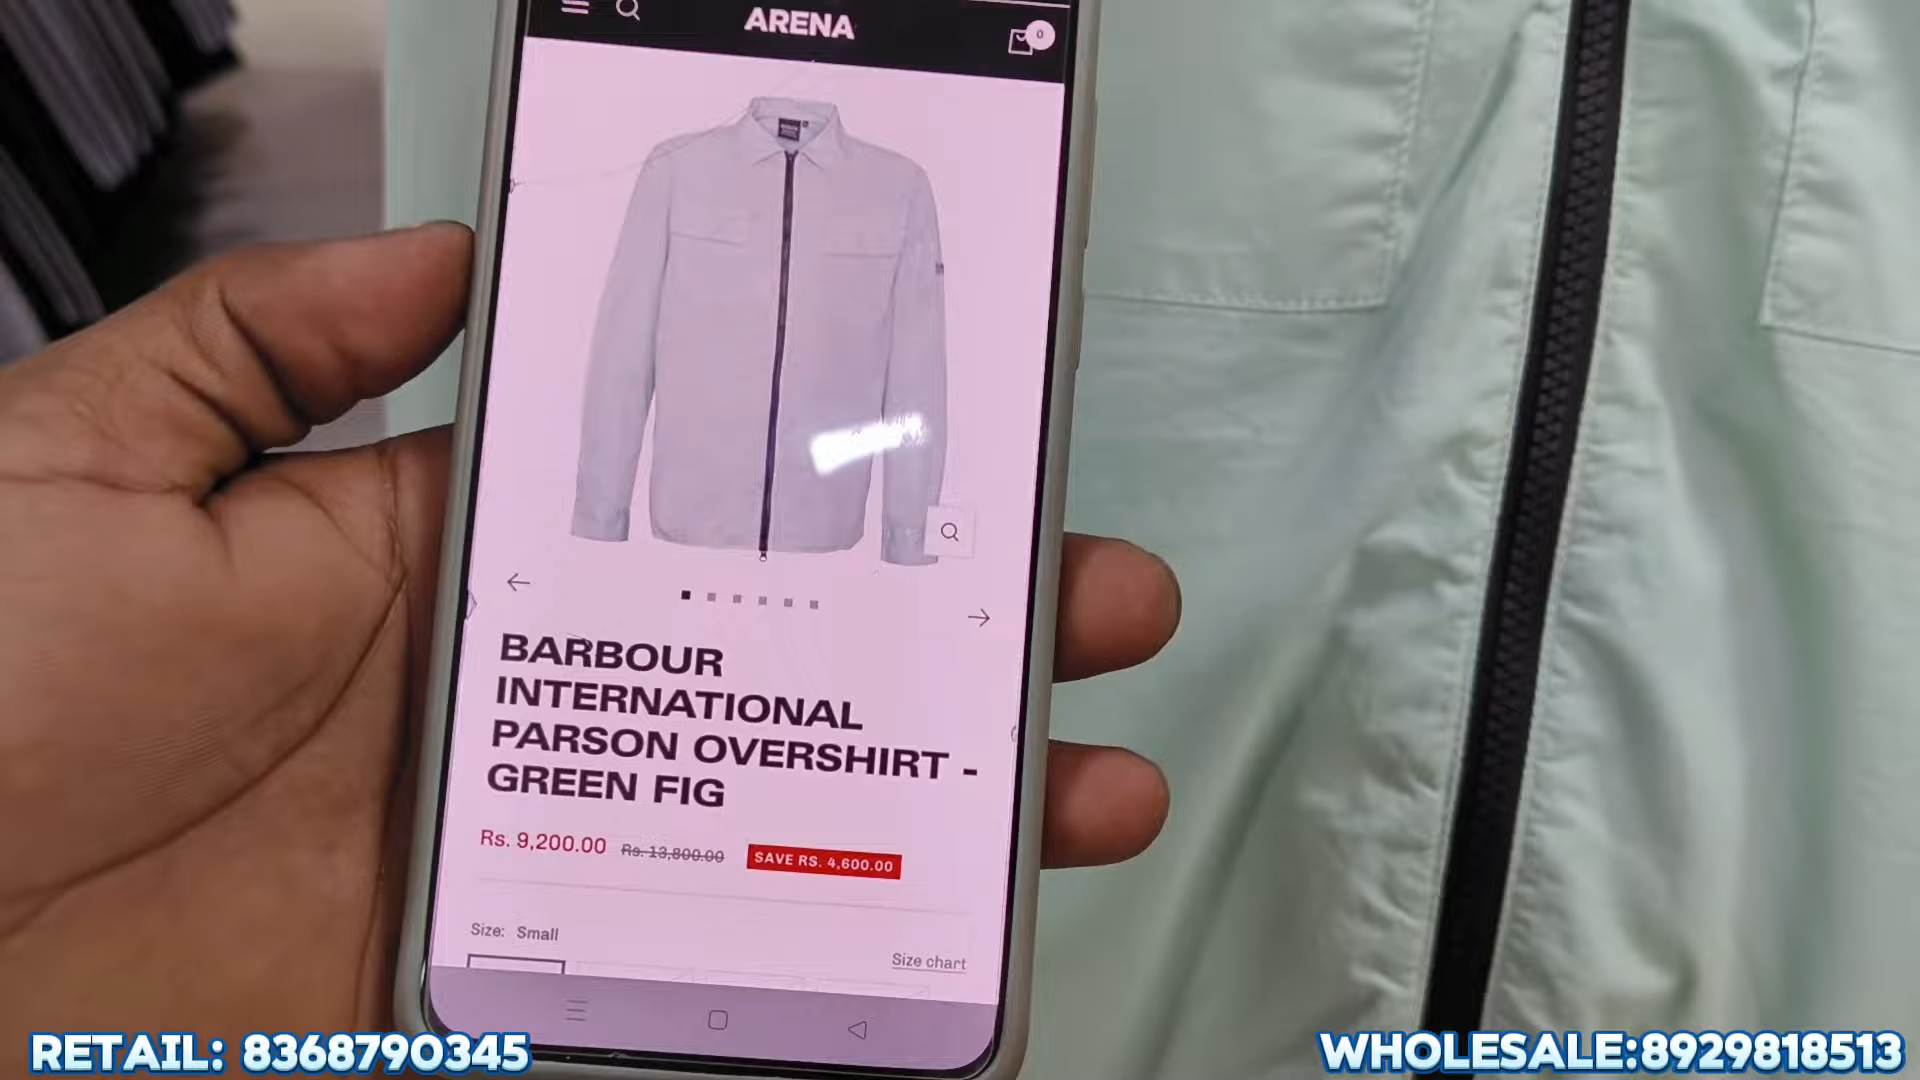 ARENA
0
BARBOUR
INTERNATIONAL
PARSON OVERSHIRT -
GREEN FIG
Rs. 9,200.00 Rs. 13,800.00 SAVE RS. 4,600.00
Size: Small
Size chart
RETAIL: 8368790345
WHOLESALE:8929818513